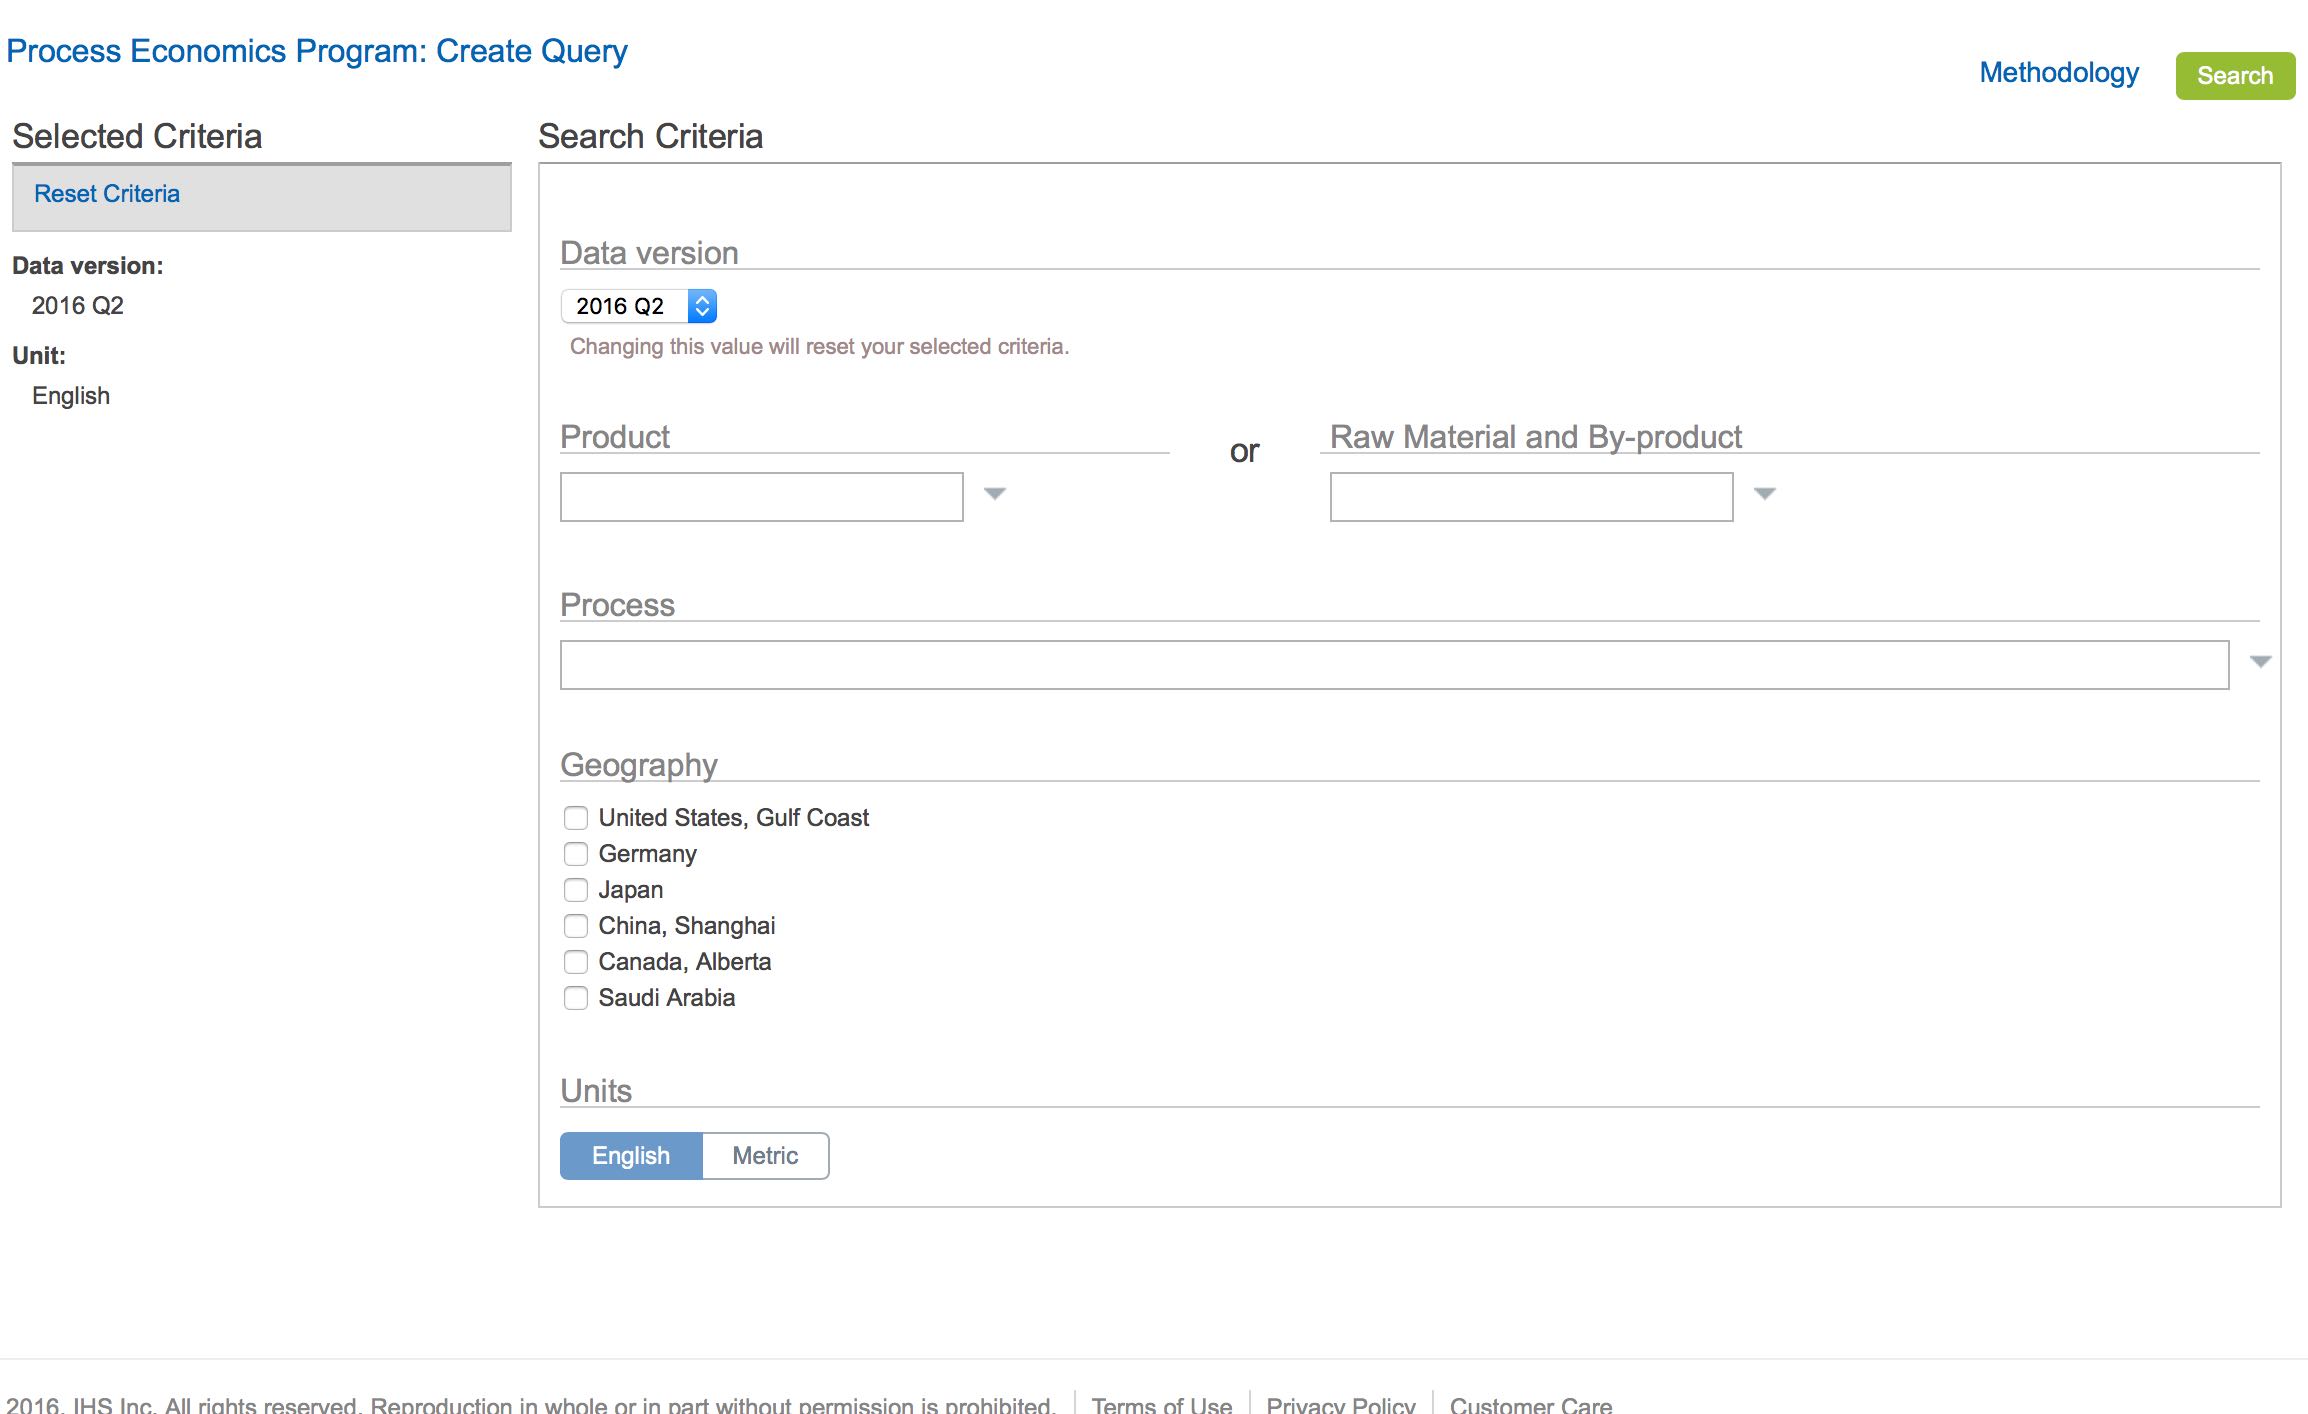 Process Economics Program: Create Query
Methodology
Search
Selected Criteria
Reset Criteria
Data version:
2016 Q2
Unit:
English
Search Criteria
Data version
2016 Q2
Changing this value will reset your selected criteria.
Product
or
Raw Material and By-product
Process
Geography
United States, Gulf Coast
Germany
Japan
China, Shanghai
Canada, Alberta
Saudi Arabia
Units
English
Metric
2016. IHS Inc. All rights reserved. Reproduction in whole or in part without permission is prohibited.
Terms of Use
Privacy Policy
Customer Care